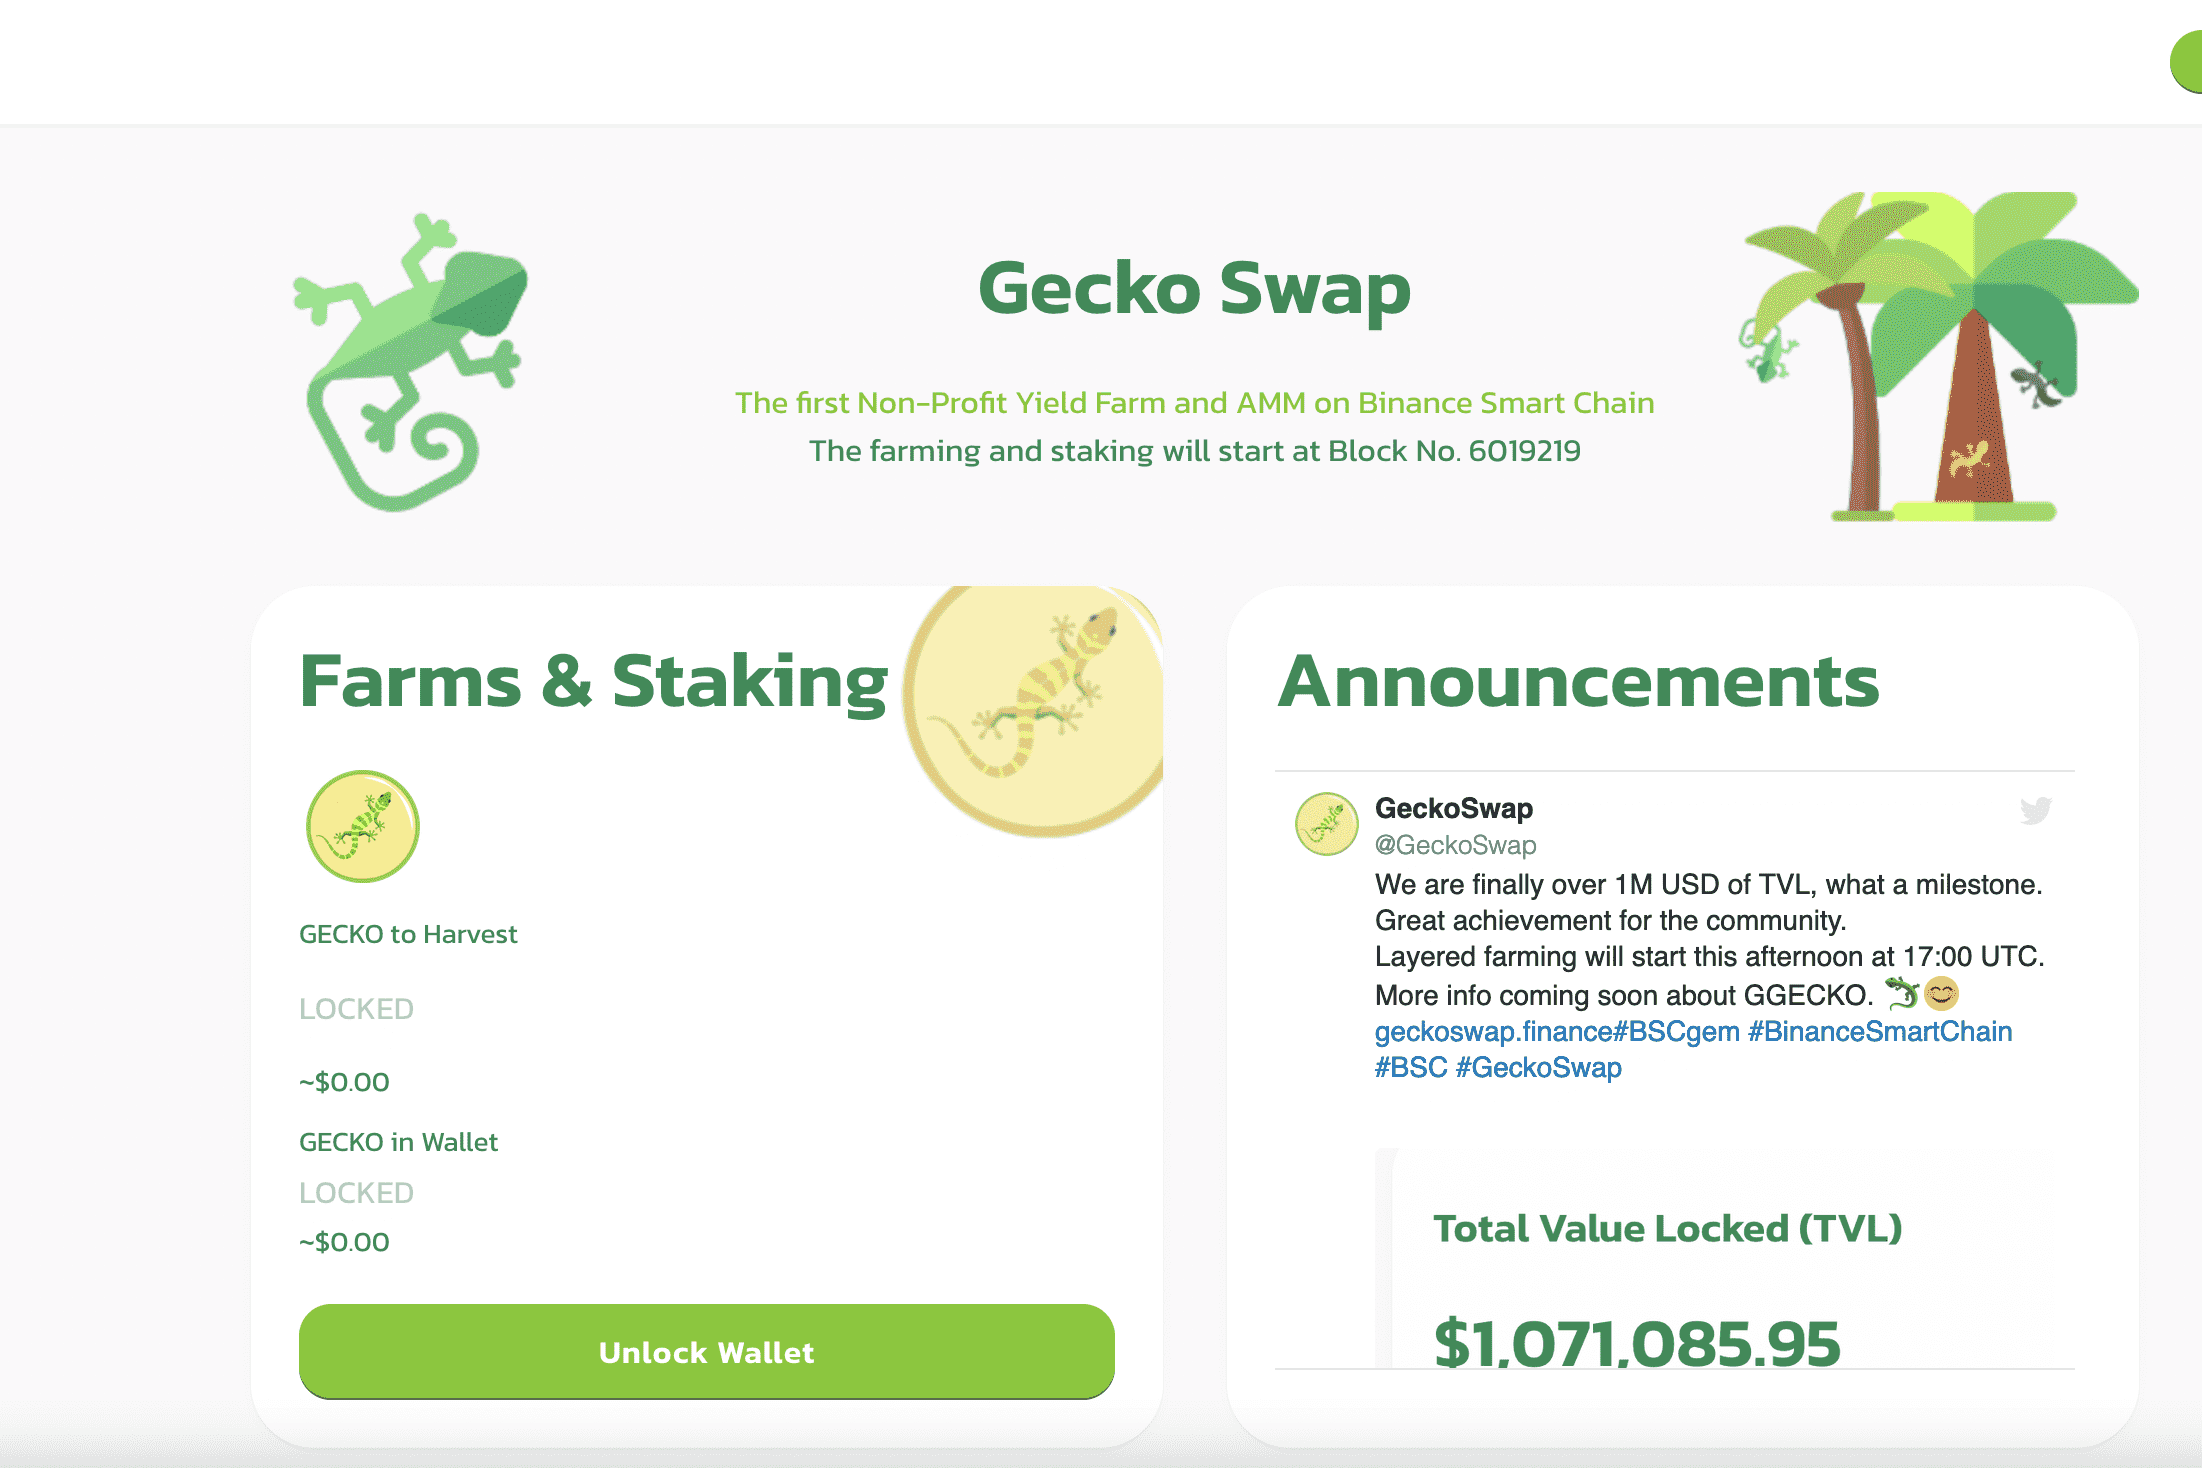 Gecko Swap
The first Non-Profit Yield Farm and AMM on Binance Smart Chain
The farming and staking will start at Block No. 6019219
Farms & Staking
GECKO to Harvest
LOCKED
~$0.00
GECKO in Wallet
LOCKED
~$0.00
Unlock Wallet
Announcements
GeckoSwap
@GeckoSwap
We are finally over 1M USD of TVL, what a milestone.
Great achievement for the community.
Layered farming will start this afternoon at 17:00 UTC.
More info coming soon about GGECKO. 🦎😊
geckoswap.finance#BSCgem #BinanceSmartChain
#BSC #GeckoSwap
Total Value Locked (TVL)
$1,071,085.95